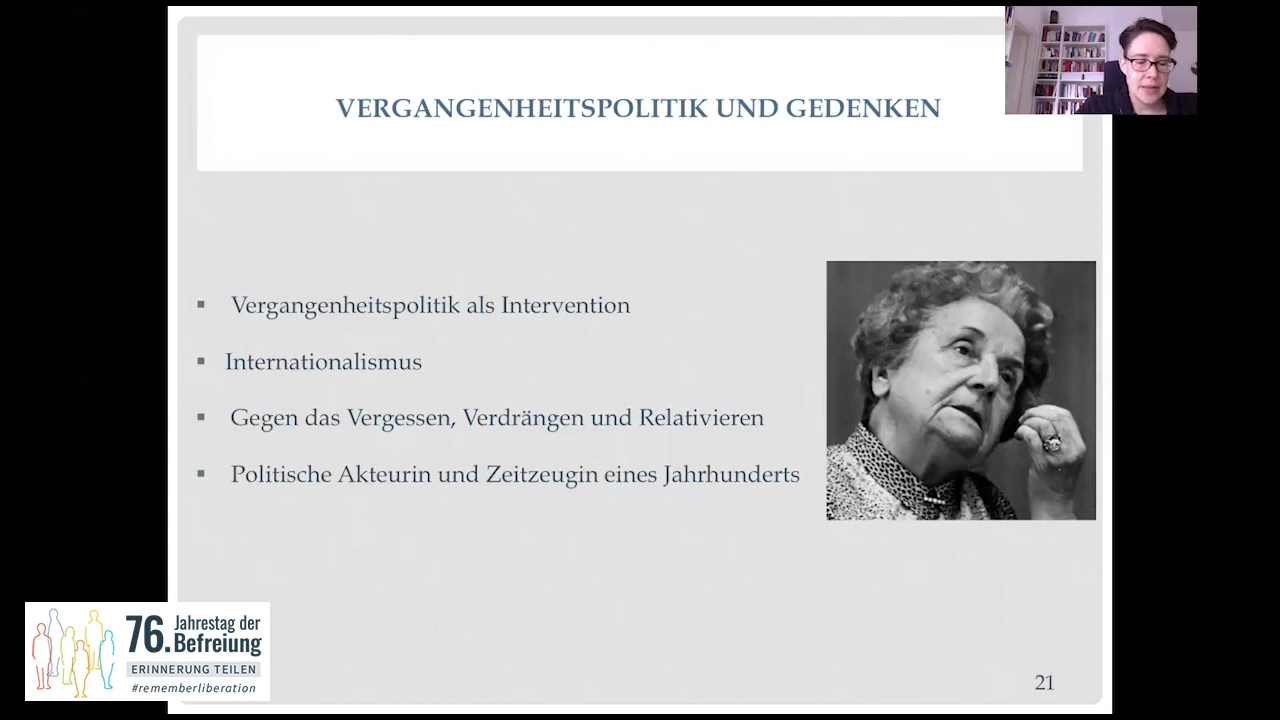 VERGANGENHEITSPOLITIK UND GEDENKEN
Vergangenheitspolitik als Intervention
Internationalismus
Gegen das Vergessen, Verdrängen und Relativieren
Politische Akteurin und Zeitzeugin eines Jahrhunderts
76. Jahrestag der
Befreiung
ERINNERUNG TEILEN
#rememberliberation
21